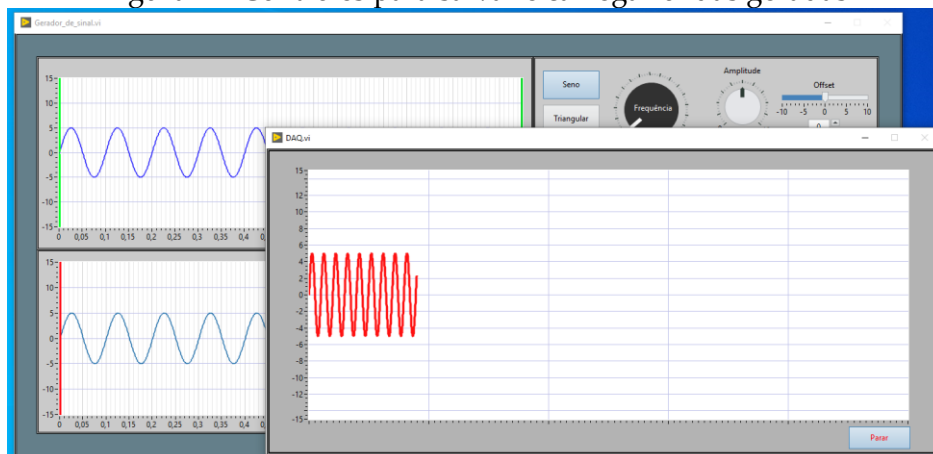 Gerador_de_sinal.vi
15
10
5
0
-5
-10
-15
0 0,05 0,1 0,15 0,2 0,25 0,3 0,35 0,4
Seno
Triangular
Frequência
Amplitude
Offset
-10 -5 0 5 10
0
DAQ.vi
15
12
10
8
6
4
2
0
-2
-4
-6
-8
-10
-12
-15
Parar
15
10
5
0
-5
-10
-15
0 0,05 0,1 0,15 0,2 0,25 0,3 0,35 0,4